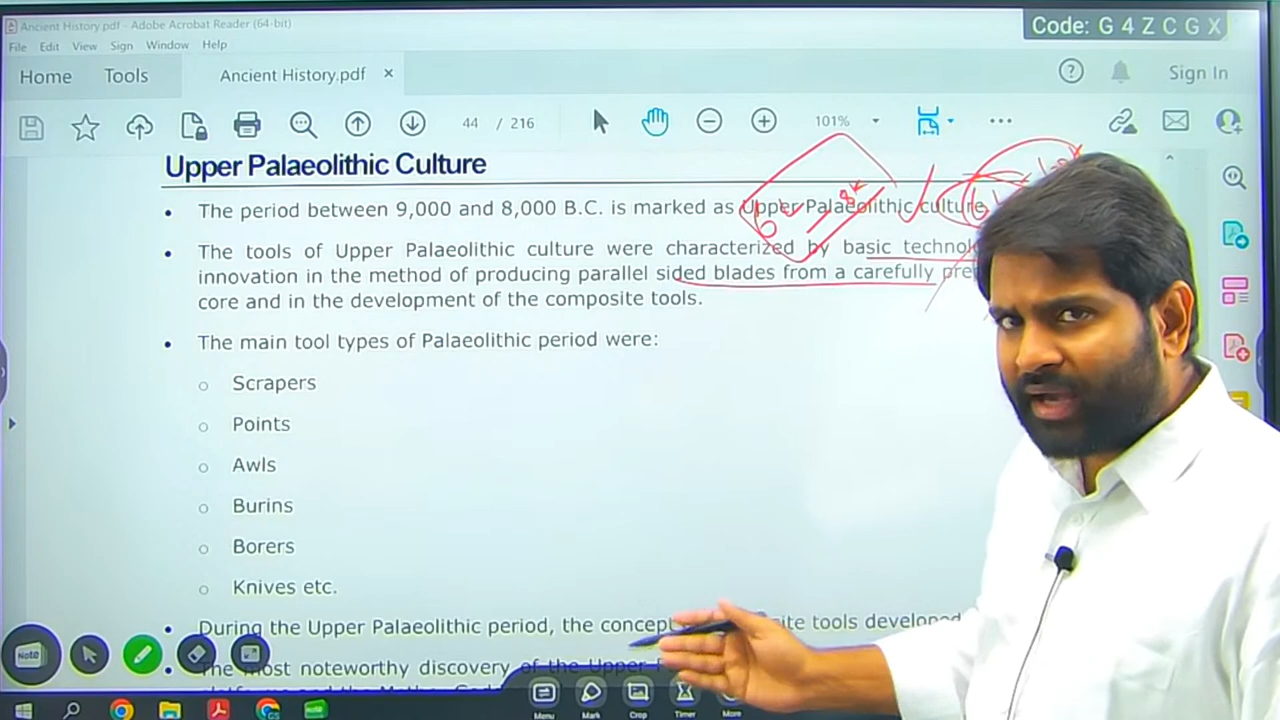 Ancient History.pdf - Adobe Acrobat Reader (64-bit)
Code: G 4 Z C G X
File Edit View Sign Window Help
Home Tools Ancient History.pdf × Sign In
44 / 216 101%
Upper Palaeolithic Culture
• The period between 9,000 and 8,000 B.C. is marked as Upper Palaeolithic culture
• The tools of Upper Palaeolithic culture were characterized by basic
innovation in the method of producing parallel sided blades from a carefully
core and in the development of the composite tools.
• The main tool types of Palaeolithic period were:
o Scrapers
o Points
o Awls
o Burins
o Borers
o Knives etc.
• During the Upper Palaeolithic period, the concept tools developed
• The most noteworthy discovery of the Upper
Note
Menu Mark Crop Timer More